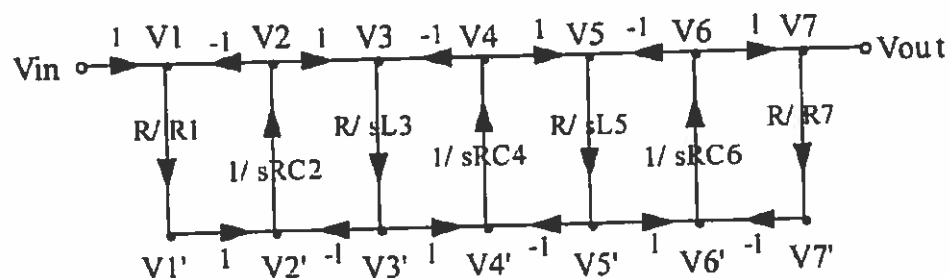 1 V1 -1 V2 1 V3 -1 V4 1 V5 -1 V6 1 V7
Vin Vout
R/ R1 R/ sL3 R/ sL5 R/ R7
1/ sRC2 1/ sRC4 1/ sRC6
V1' 1 V2' -1 V3' 1 V4' -1 V5' 1 V6' -1 V7'